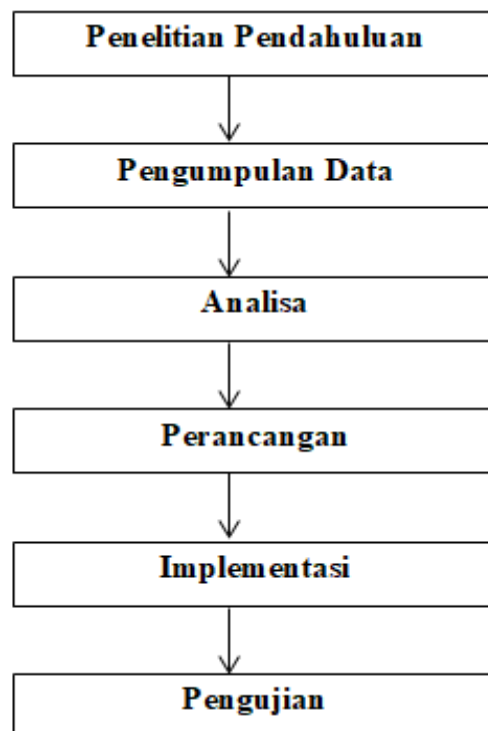 Penelitian Pendahuluan
Pengumpulan Data
Analisa
Perancangan
Implementasi
Pengujian